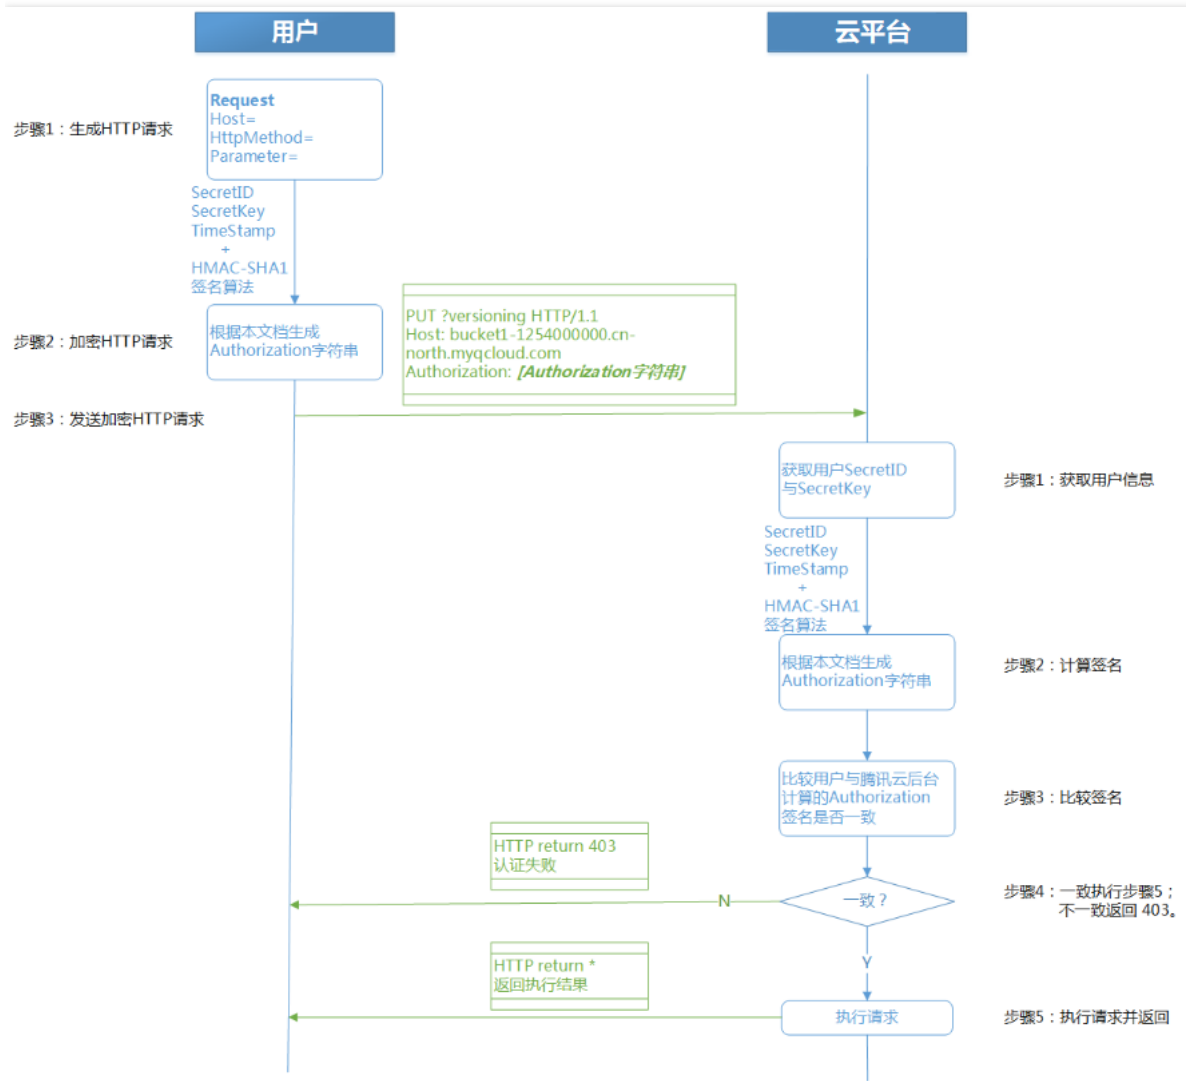 用户
云平台
Request
Host=
HttpMethod=
Parameter=
步骤1：生成HTTP请求
SecretID
SecretKey
TimeStamp
+
HMAC-SHA1
签名算法
根据本文档生成
Authorization字符串
步骤2：加密HTTP请求
PUT ?versioning HTTP/1.1
Host: bucket1-1254000000.cn-
north.myqcloud.com
Authorization: [Authorization字符串]
步骤3：发送加密HTTP请求
获取用户SecretID
与SecretKey
步骤1：获取用户信息
SecretID
SecretKey
TimeStamp
+
HMAC-SHA1
签名算法
根据本文档生成
Authorization字符串
步骤2：计算签名
比较用户与腾讯云后台
计算的Authorization
签名是否一致
步骤3：比较签名
HTTP return 403
认证失败
N
一致？
步骤4：一致执行步骤5；
不一致返回 403。
Y
HTTP return *
返回执行结果
执行请求
步骤5：执行请求并返回